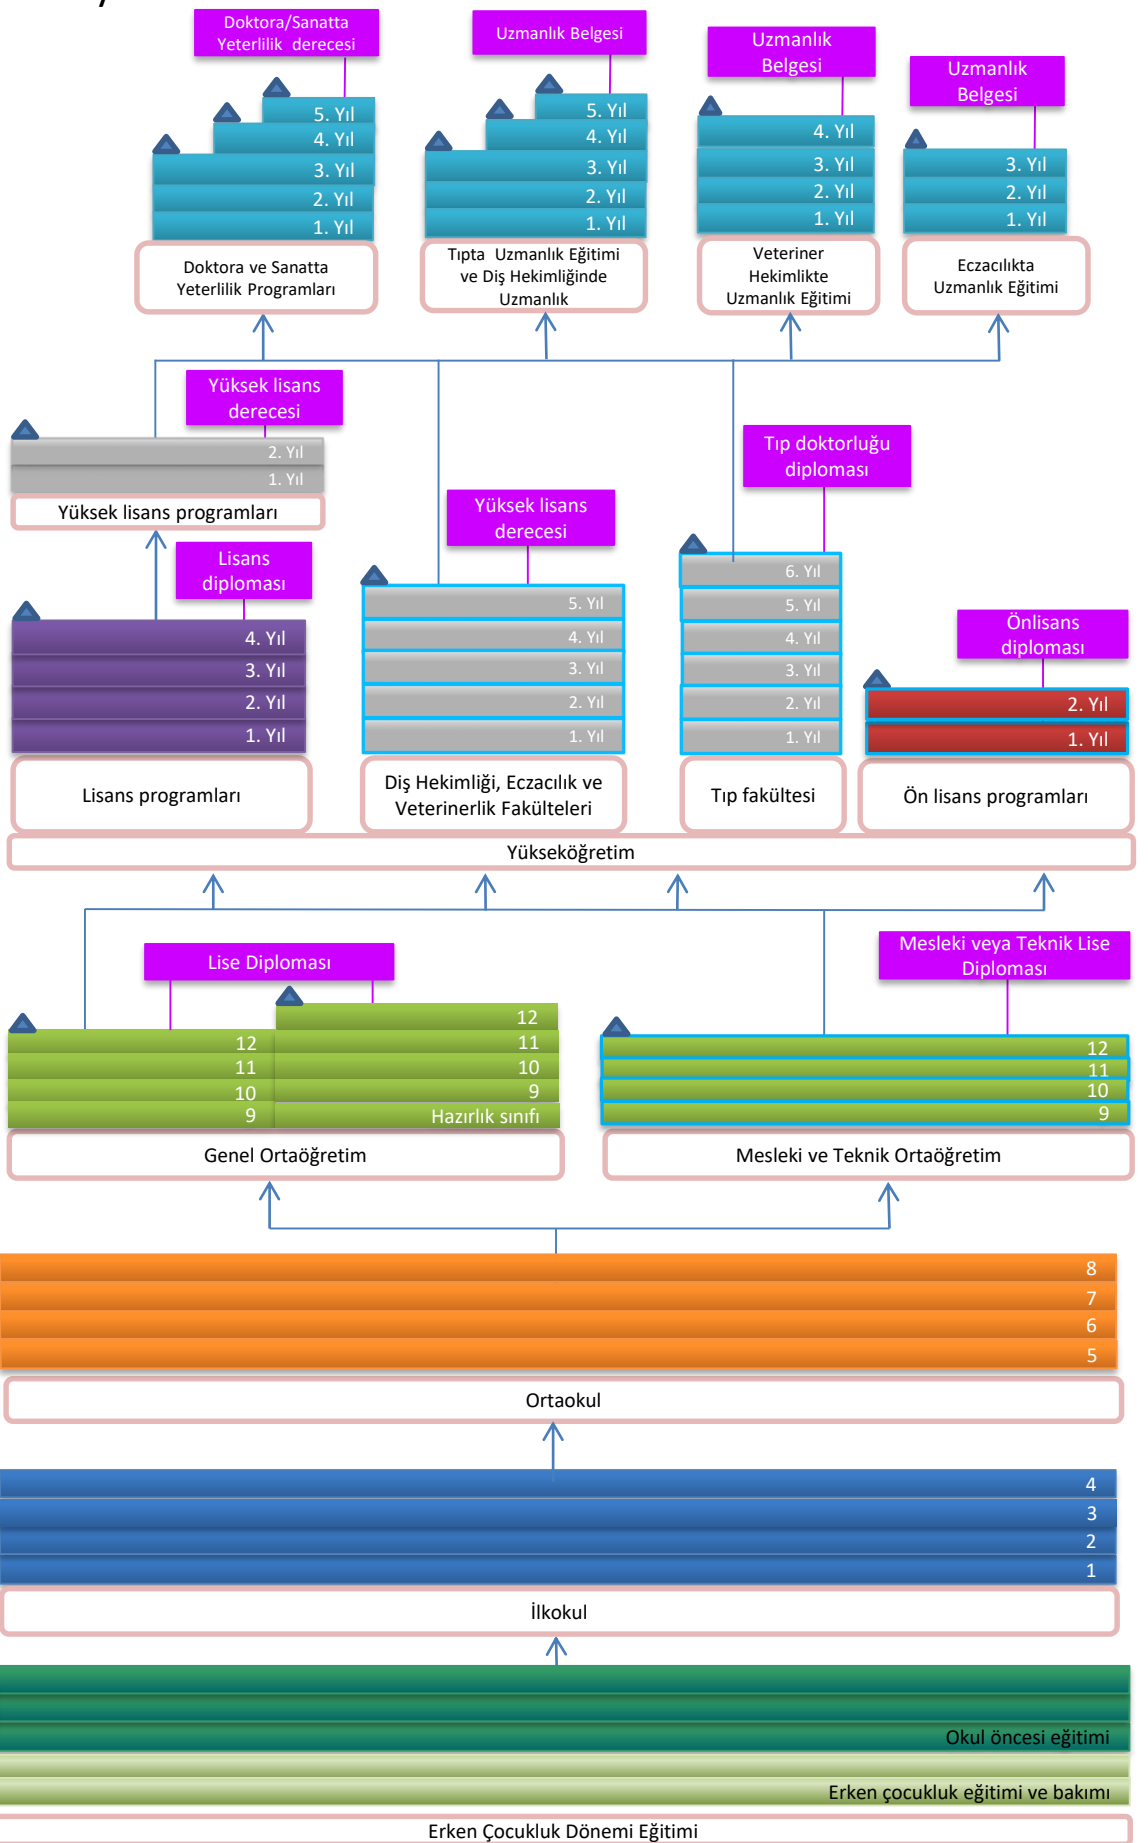 Doktora/Sanatta
Yeterlilik derecesi
Uzmanlık Belgesi
Uzmanlık
Belgesi
Uzmanlık
Belgesi
5. Yıl
4. Yıl
3. Yıl
2. Yıl
1. Yıl
5. Yıl
4. Yıl
3. Yıl
2. Yıl
1. Yıl
4. Yıl
3. Yıl
2. Yıl
1. Yıl
3. Yıl
2. Yıl
1. Yıl
Doktora ve Sanatta
Yeterlilik Programları
Tıpta Uzmanlık Eğitimi
ve Diş Hekimliğinde
Uzmanlık
Veteriner
Hekimlikte
Uzmanlık Eğitimi
Eczacılıkta
Uzmanlık Eğitimi
Yüksek lisans
derecesi
2. Yıl
1. Yıl
Yüksek lisans programları
Tıp doktorluğu
diploması
Yüksek lisans
derecesi
Lisans
diploması
Önlisans
diploması
4. Yıl
3. Yıl
2. Yıl
1. Yıl
5. Yıl
4. Yıl
3. Yıl
2. Yıl
1. Yıl
6. Yıl
5. Yıl
4. Yıl
3. Yıl
2. Yıl
1. Yıl
2. Yıl
1. Yıl
Lisans programları
Diş Hekimliği, Eczacılık ve
Veterinerlik Fakülteleri
Tıp fakültesi
Ön lisans programları
Yükseköğretim
Lise Diploması
Mesleki veya Teknik Lise
Diploması
12
11
10
9
12
11
10
9
Hazırlık sınıfı
12
11
10
9
Genel Ortaöğretim
Mesleki ve Teknik Ortaöğretim
8
7
6
5
Ortaokul
4
3
2
1
İlkokul
Okul öncesi eğitimi
Erken çocukluk eğitimi ve bakımı
Erken Çocukluk Dönemi Eğitimi